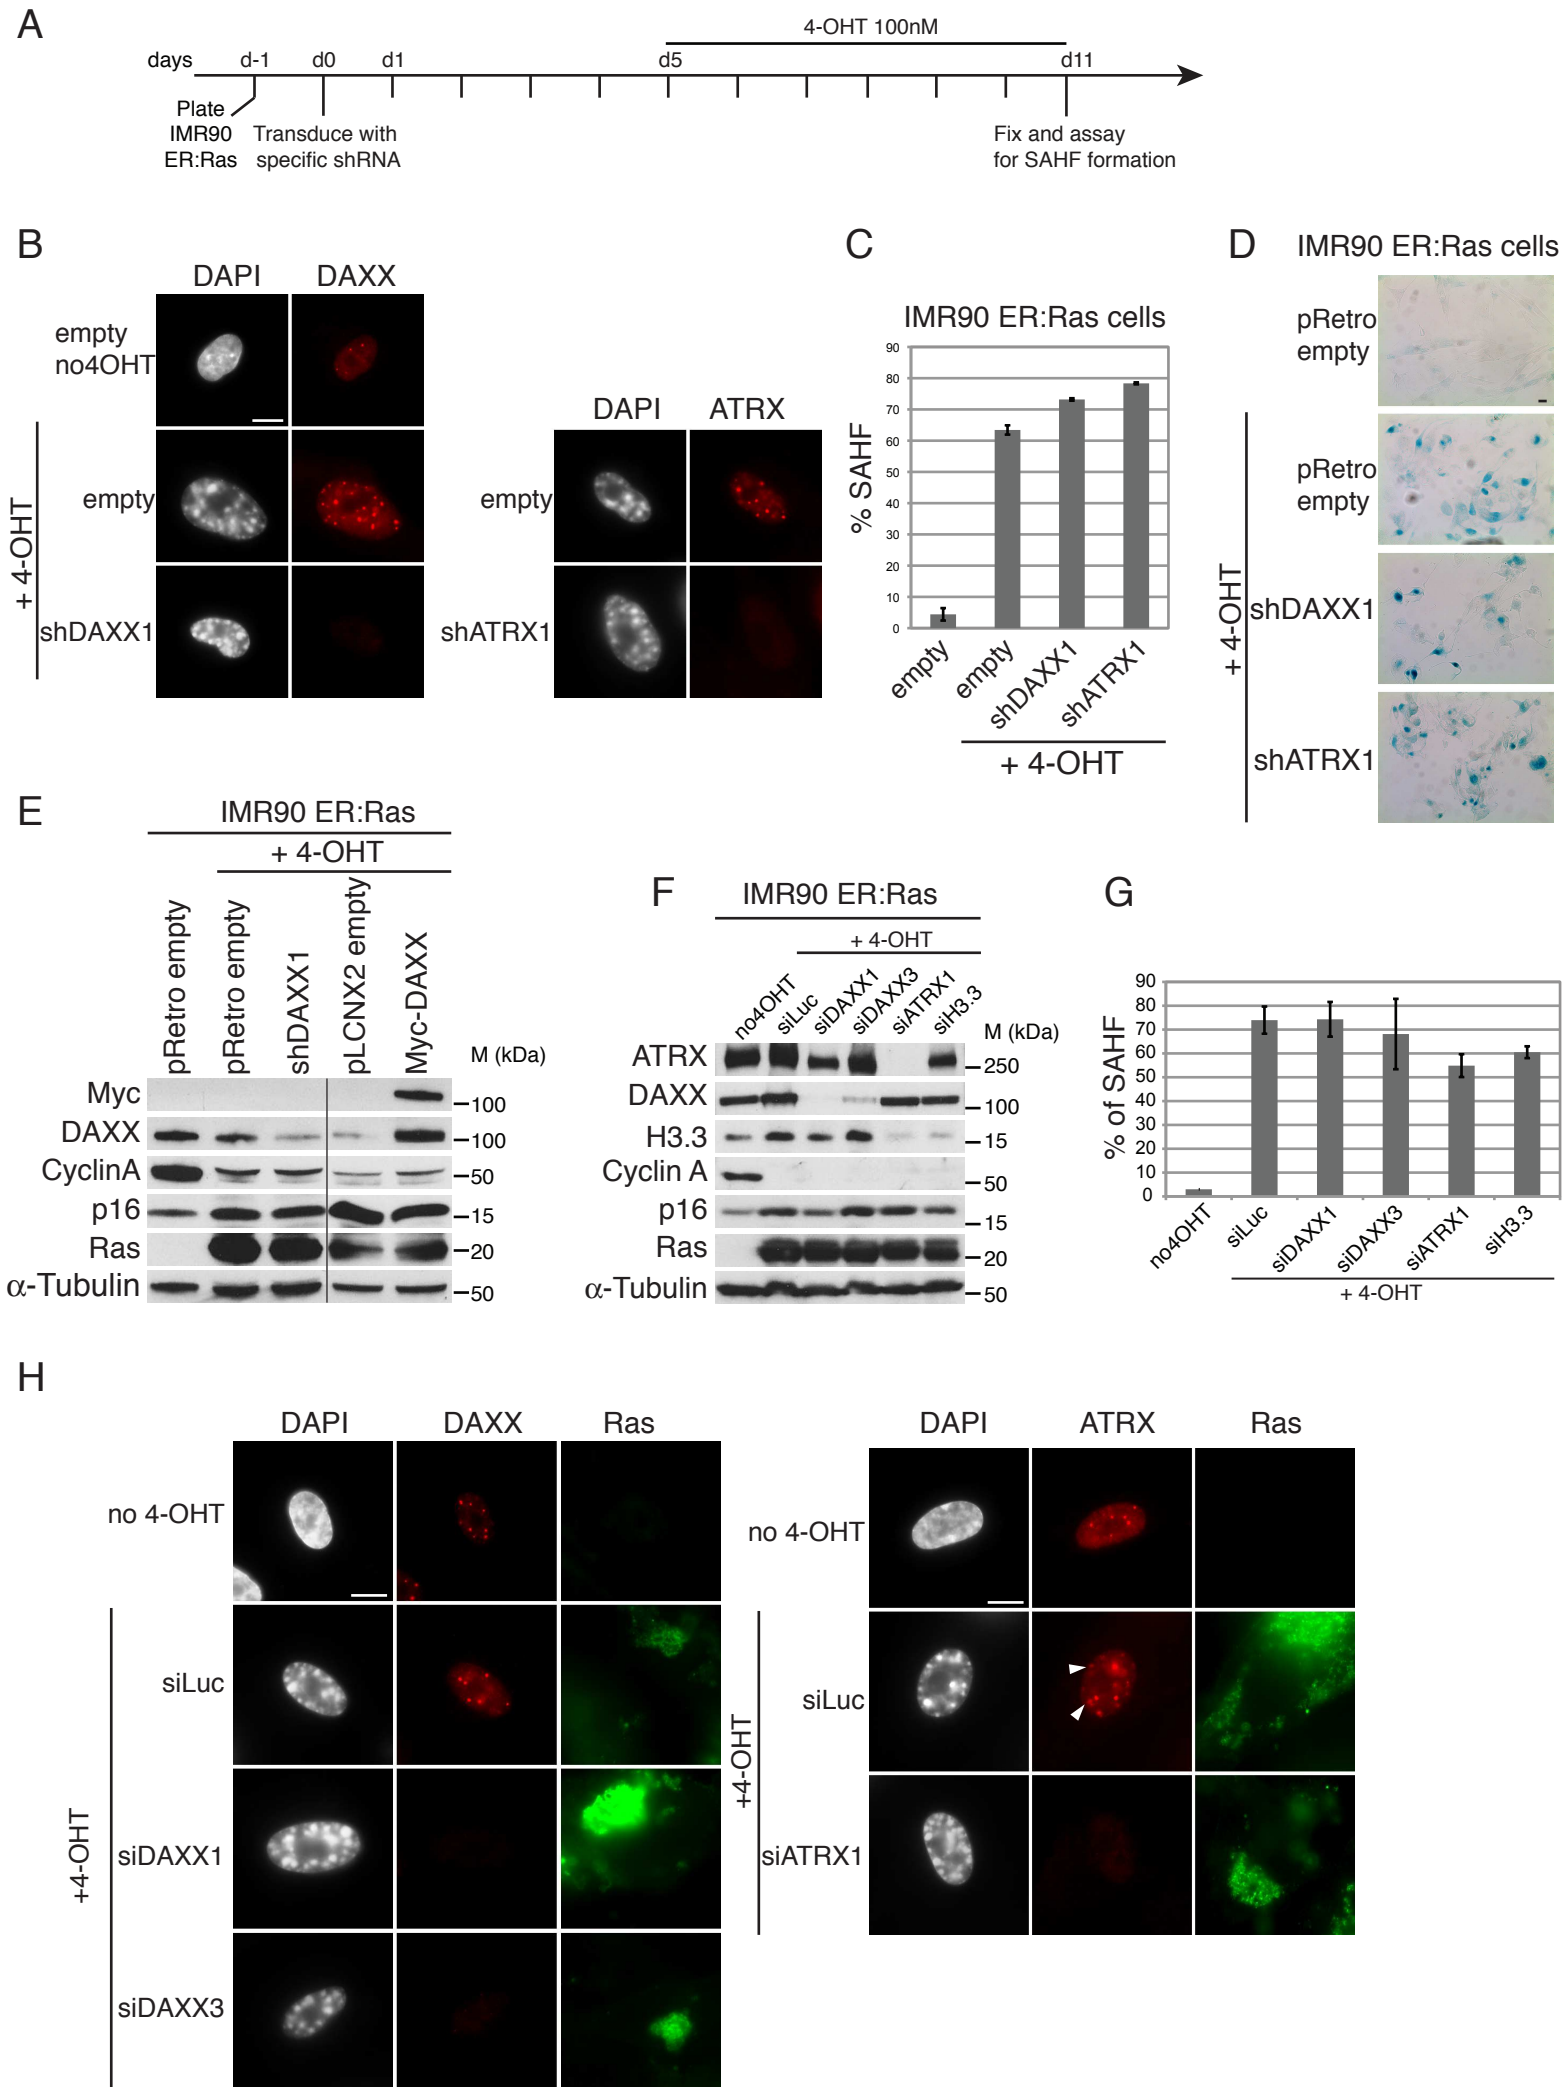 A
4-OHT 100nM
days d-1 d0 d1 d5 d11
Plate
IMR90
ER:Ras
Transduce with
specific shRNA
Fix and assay
for SAHF formation
B
DAPI DAXX
empty
no4OHT
+ 4-OHT
empty
shDAXX1
DAPI ATRX
empty
shATRX1
C
IMR90 ER:Ras cells
% SAHF
90
80
70
60
50
40
30
20
10
0
empty empty shDAXX1 shATRX1
+ 4-OHT
D
IMR90 ER:Ras cells
pRetro
empty
+ 4-OHT
pRetro
empty
shDAXX1
shATRX1
E
IMR90 ER:Ras
+ 4-OHT
pRetro empty pRetro empty shDAXX1 pLCNX2 empty Myc-DAXX
M (kDa)
Myc 100
DAXX 100
CyclinA 50
p16 15
Ras 20
α-Tubulin 50
F
IMR90 ER:Ras
+ 4-OHT
no4OHT siLuc siDAXX1 siDAXX3 siATRX1 siH3.3
M (kDa)
ATRX 250
DAXX 100
H3.3 15
Cyclin A 50
p16 15
Ras 20
α-Tubulin 50
G
% of SAHF
90
80
70
60
50
40
30
20
10
0
no4OHT siLuc siDAXX1 siDAXX3 siATRX1 siH3.3
+ 4-OHT
H
DAPI DAXX Ras
no 4-OHT
+4-OHT
siLuc
siDAXX1
siDAXX3
DAPI ATRX Ras
no 4-OHT
+4-OHT
siLuc
siATRX1